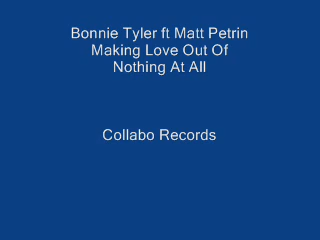 Bonnie Tyler ft Matt Petrin
Making Love Out Of
Nothing At All
Collabo Records